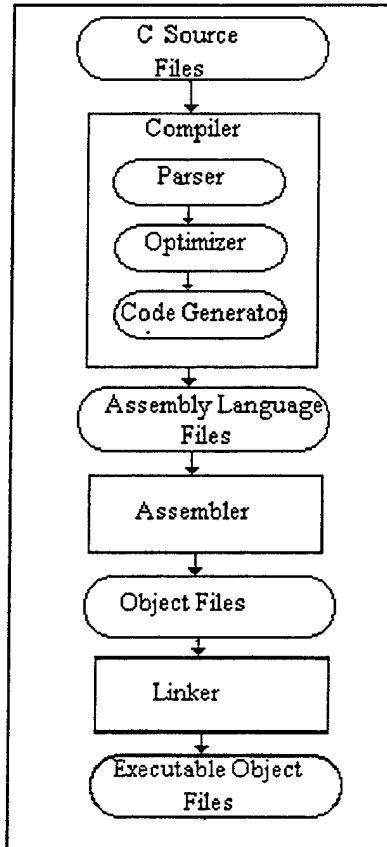 C Source
Files
Compiler
Parser
Optimizer
Code Generator
Assembly Language
Files
Assembler
Object Files
Linker
Executable Object
Files